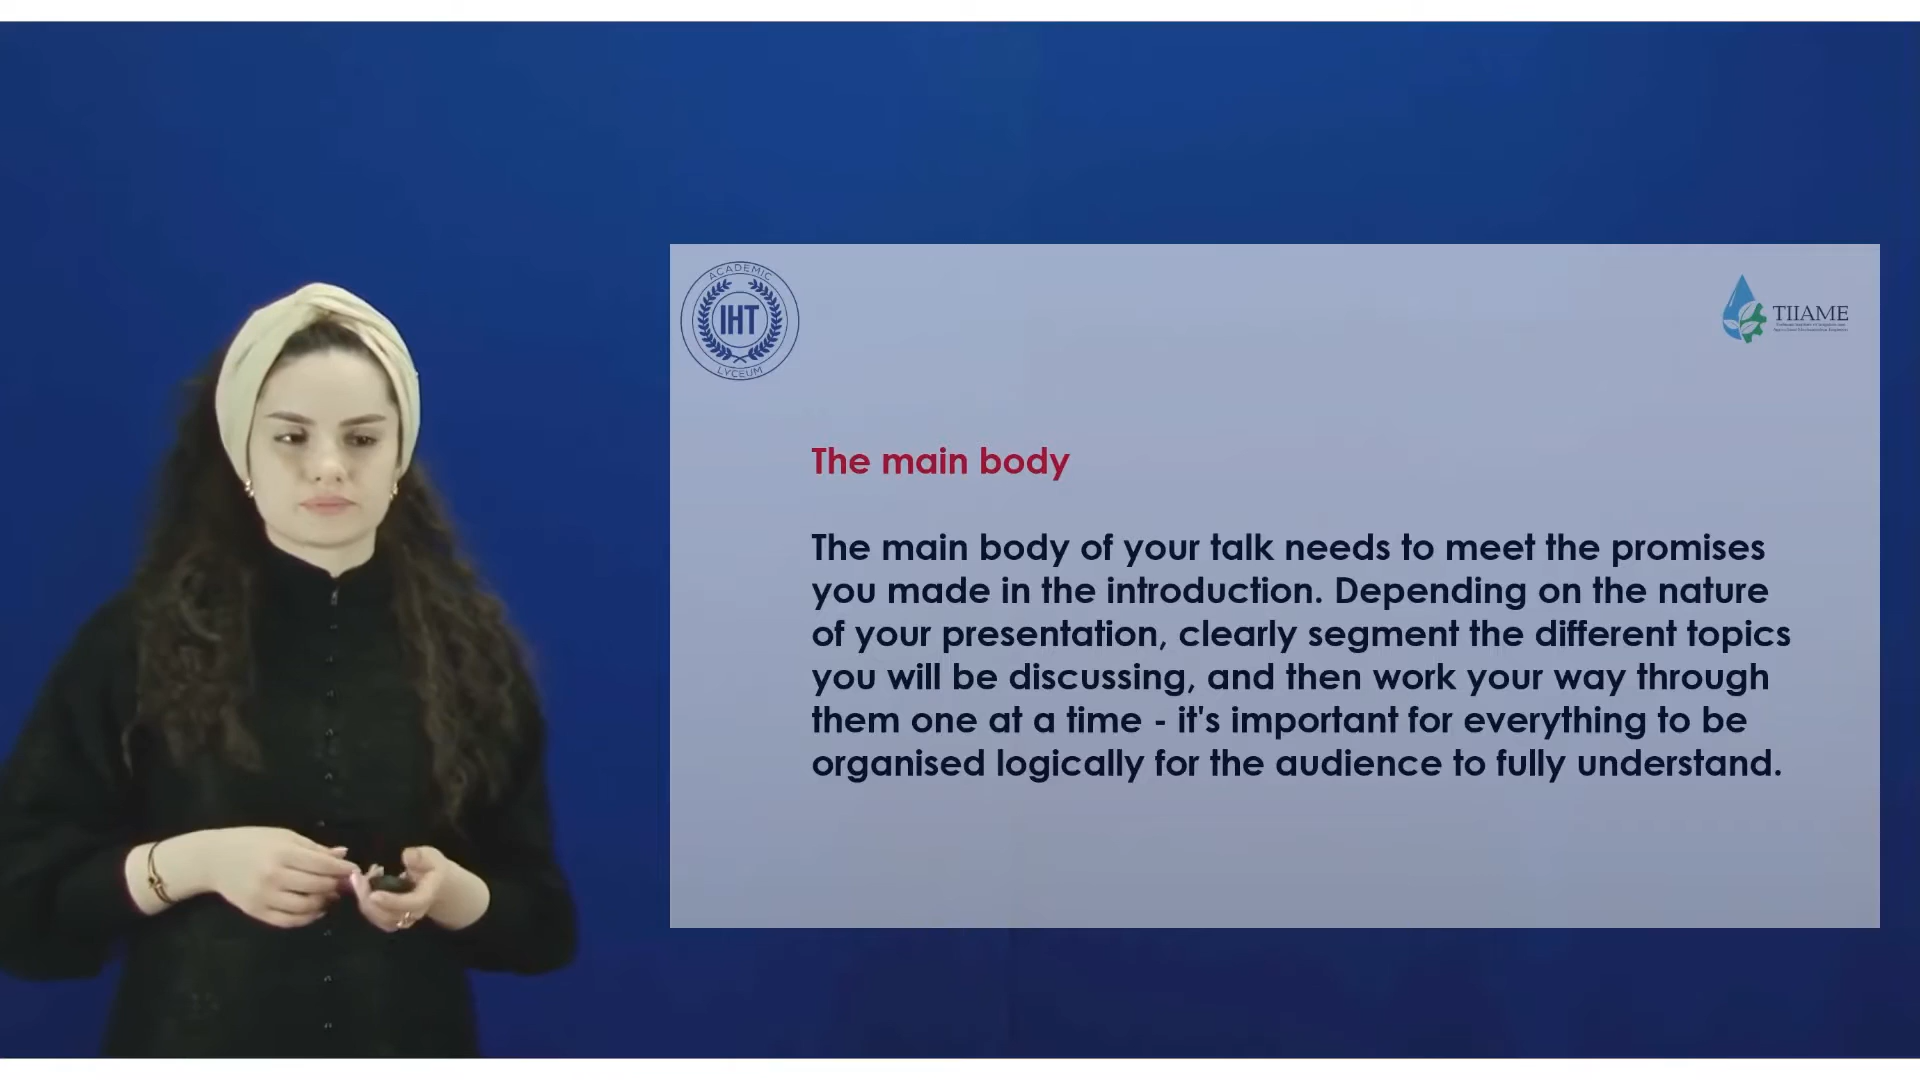 ACADEMIC
IHT
LYCEUM
TIIAME
The main body
The main body of your talk needs to meet the promises
you made in the introduction. Depending on the nature
of your presentation, clearly segment the different topics
you will be discussing, and then work your way through
them one at a time - it's important for everything to be
organised logically for the audience to fully understand.